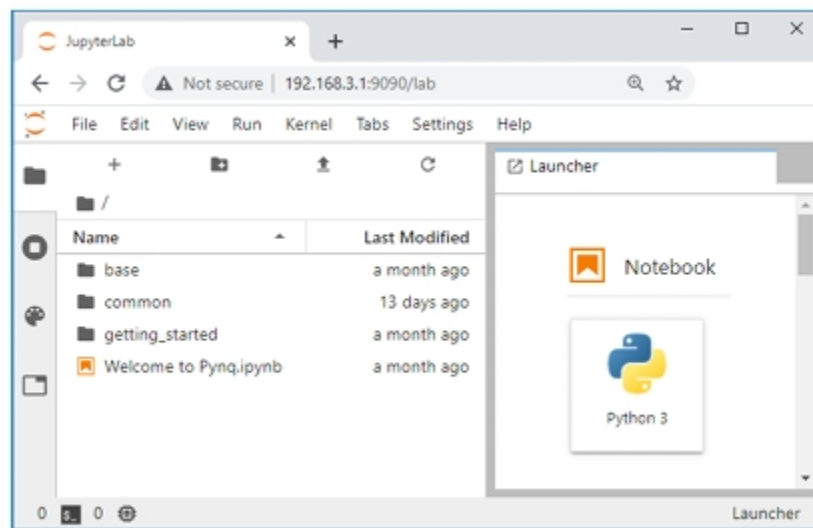 JupyterLab
Not secure | 192.168.3.1:9090/lab
File Edit View Run Kernel Tabs Settings Help
Launcher
/
Name Last Modified
base a month ago
common 13 days ago
getting_started a month ago
Welcome to Pynq.ipynb a month ago
Notebook
Python 3
0 $_ 0 Launcher